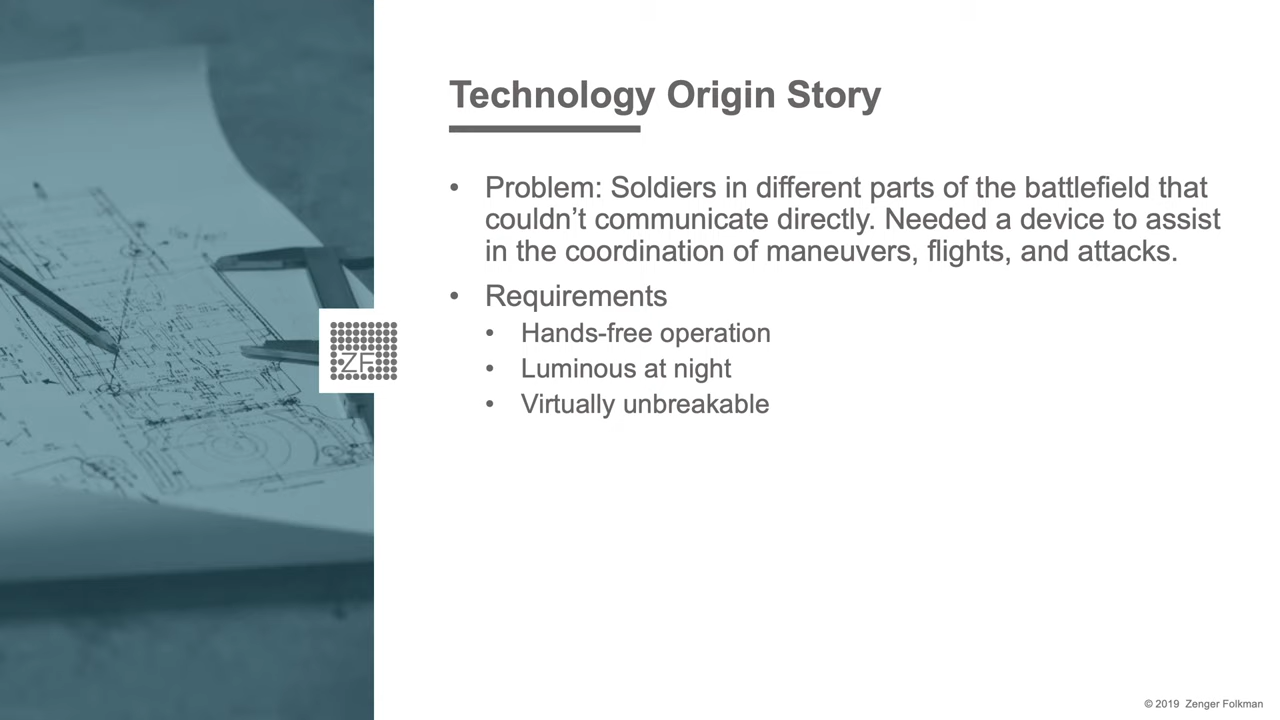 Technology Origin Story
• Problem: Soldiers in different parts of the battlefield that
couldn’t communicate directly. Needed a device to assist
in the coordination of maneuvers, flights, and attacks.
• Requirements
• Hands-free operation
• Luminous at night
• Virtually unbreakable
ZF
© 2019 Zenger Folkman